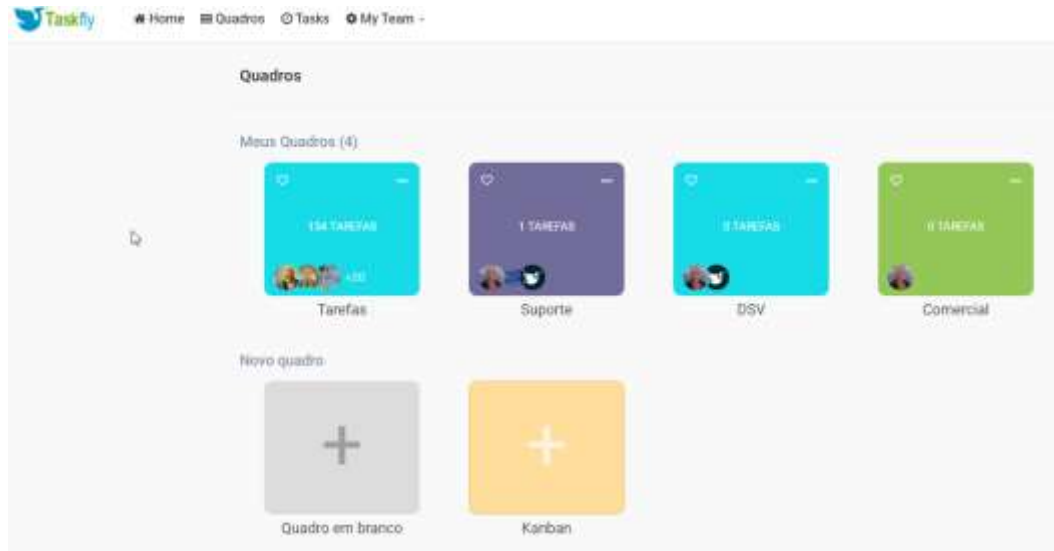 Taskfly Home Quadros Tasks My Team
Quadros
Meus Quadros (4)
TAREFAS 1 TAREFAS TAREFAS 0 TAREFAS
Tarefas Suporte DSV Comercial
Novo quadro
Quadro em branco Kanban